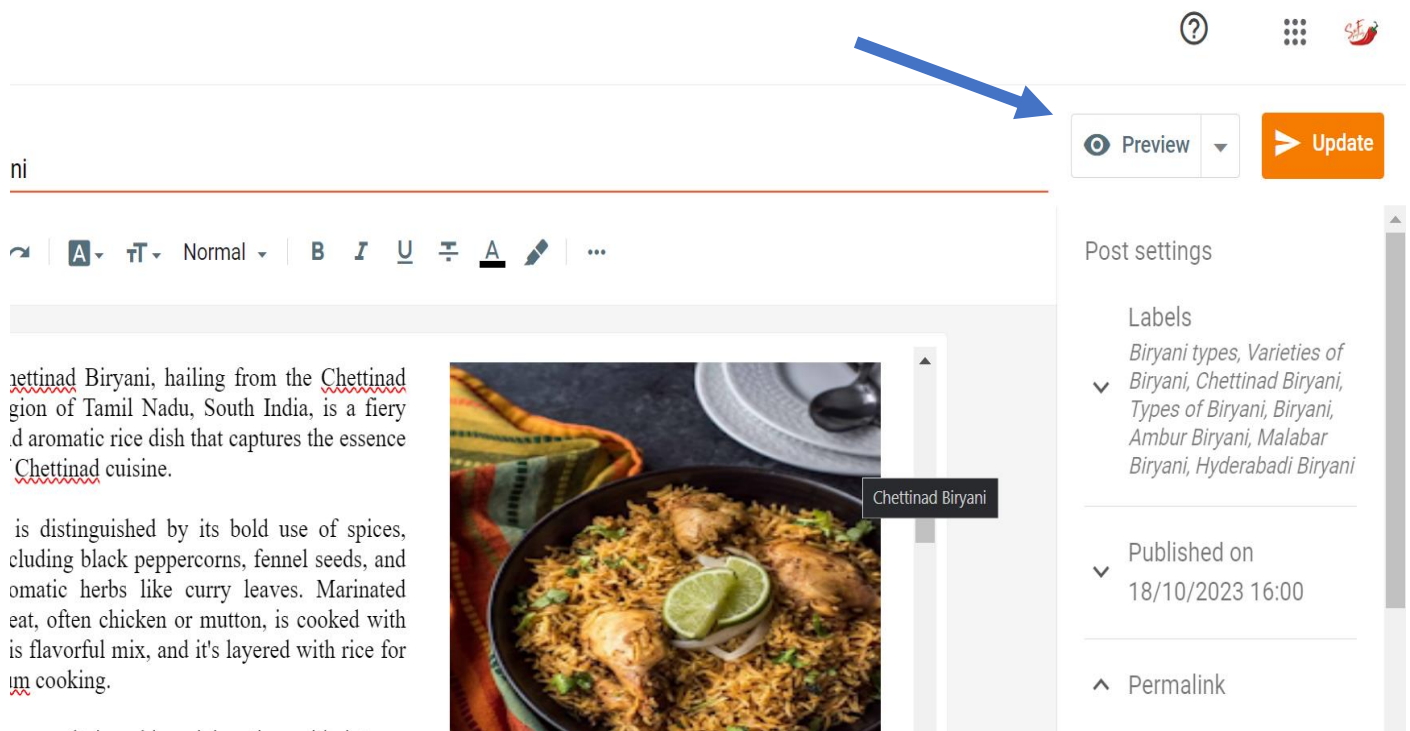 Preview
Update
ni
Normal
B I U A
Post settings
Labels
Biryani types, Varieties of
Biryani, Chettinad Biryani,
Types of Biryani, Biryani,
Ambur Biryani, Malabar
Biryani, Hyderabadi Biryani
Published on
18/10/2023 16:00
Permalink
hettinad Biryani, hailing from the Chettinad
gion of Tamil Nadu, South India, is a fiery
d aromatic rice dish that captures the essence
Chettinad cuisine.
is distinguished by its bold use of spices,
cluding black peppercorns, fennel seeds, and
omatic herbs like curry leaves. Marinated
eat, often chicken or mutton, is cooked with
is flavorful mix, and it's layered with rice for
um cooking.
Chettinad Biryani